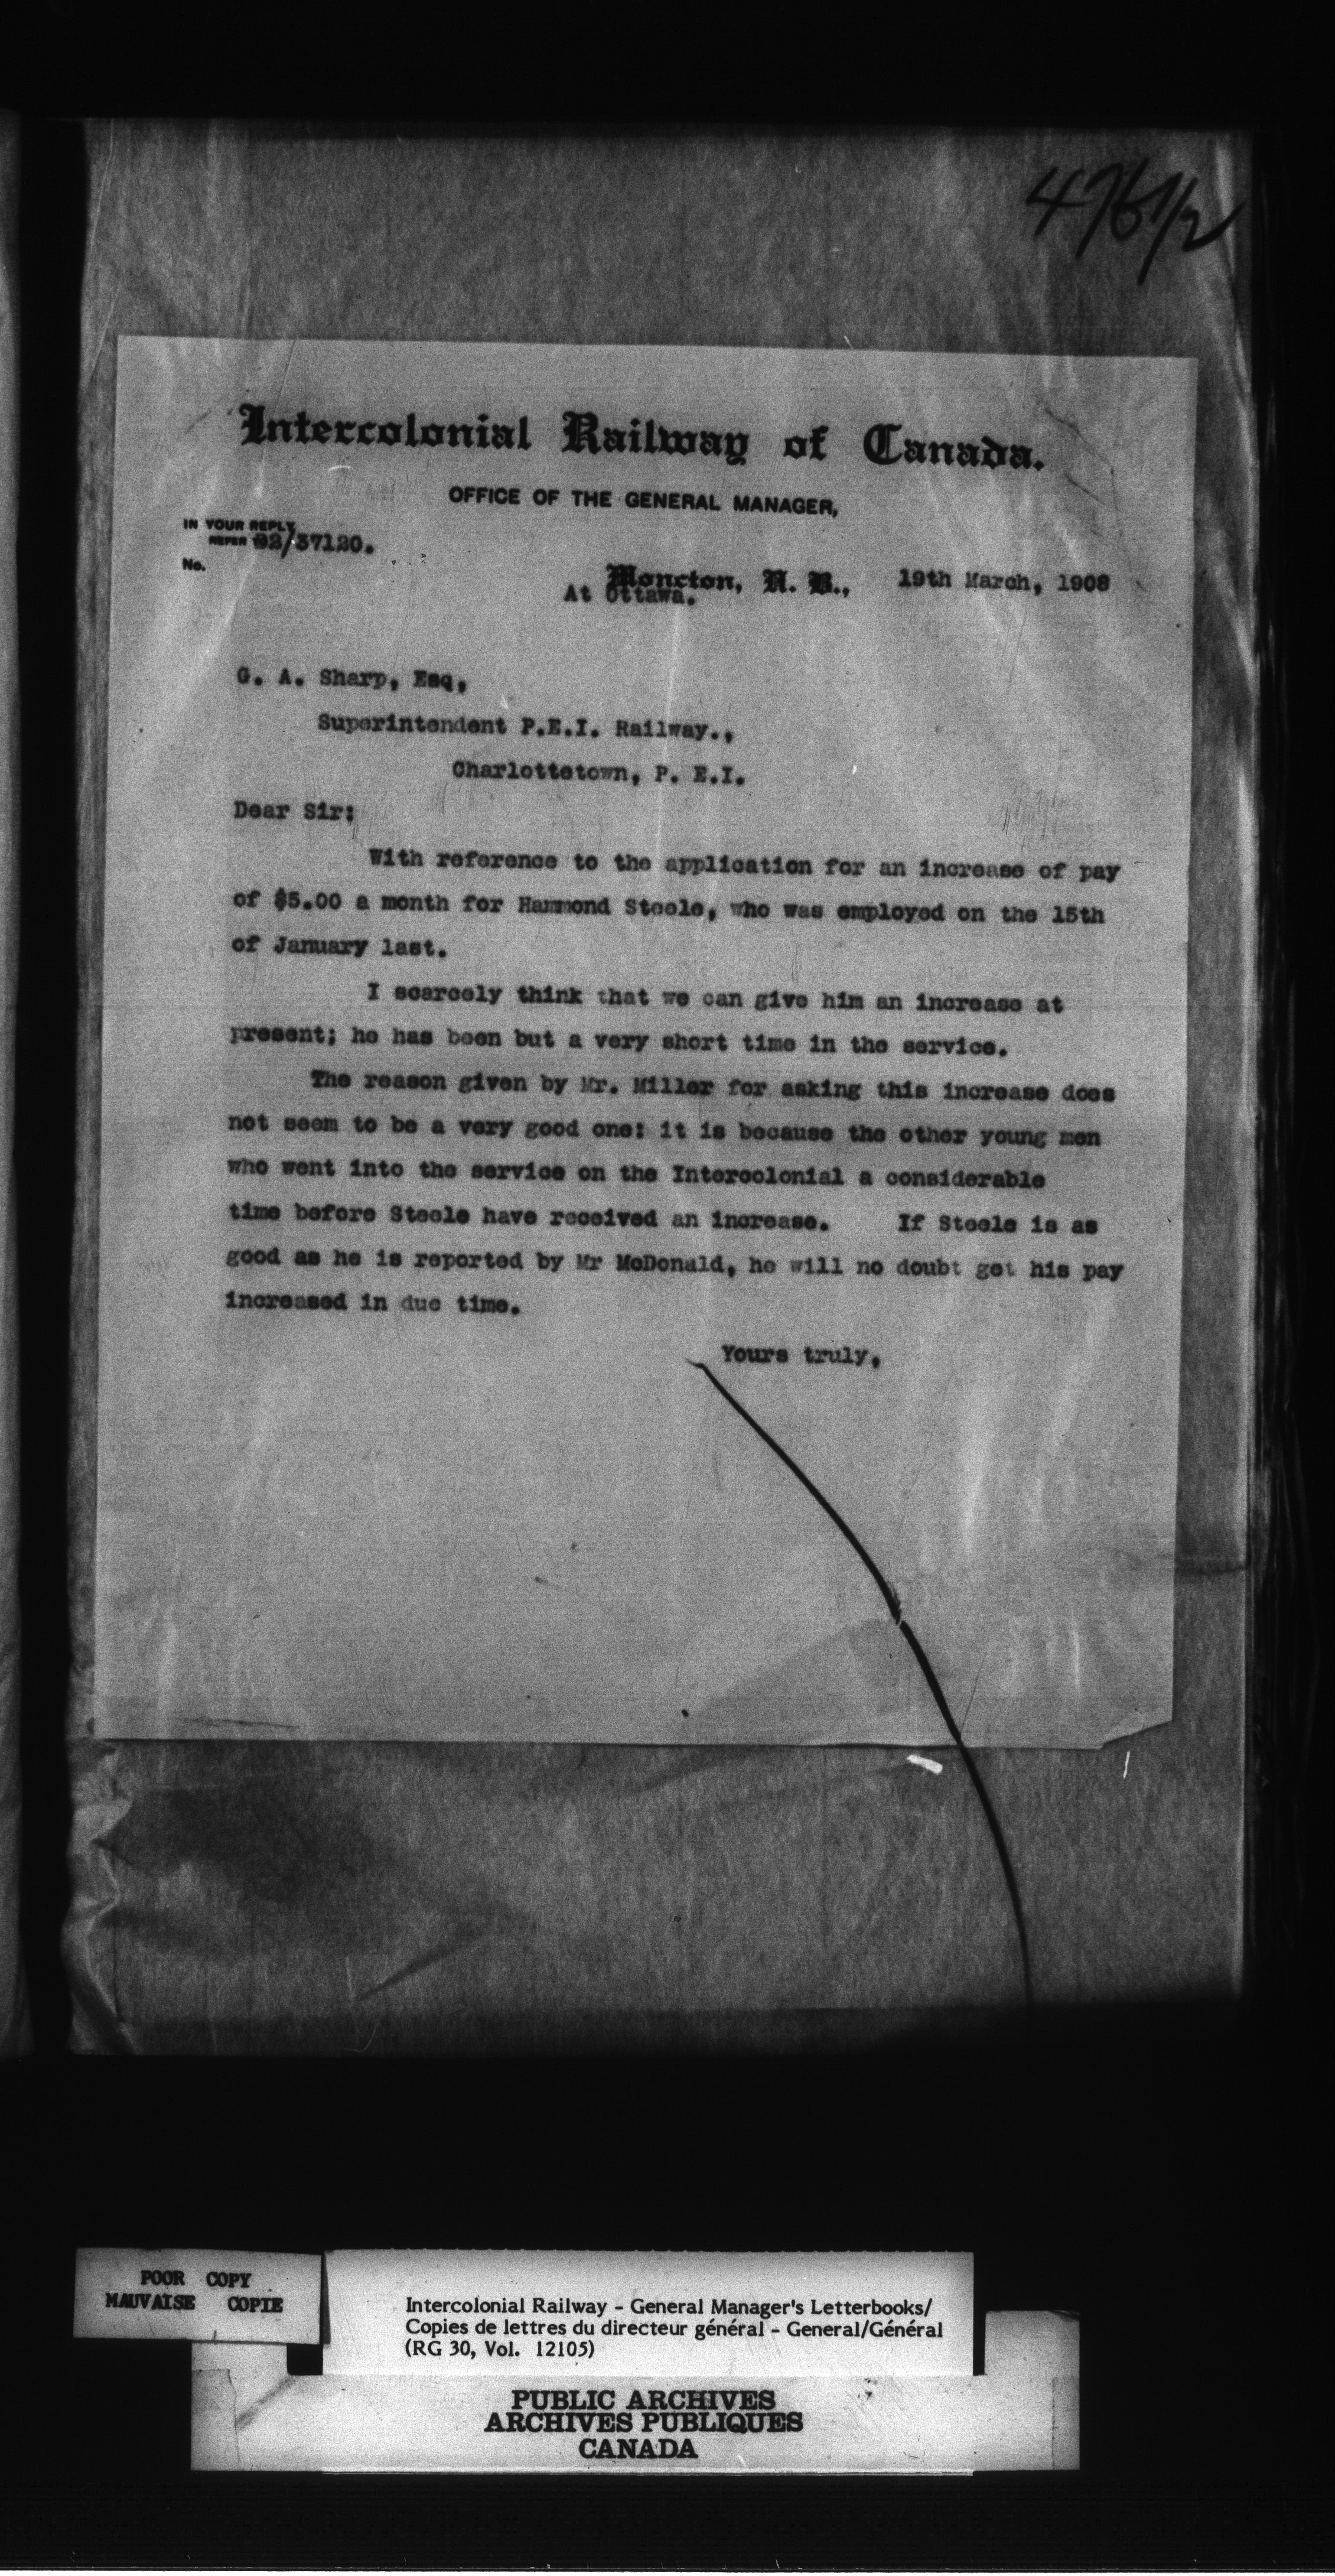 476 1/2
Intercolonial Railway of Canada.
OFFICE OF THE GENERAL MANAGER,
IN YOUR REPLY
REFER 92/37120.
No.
Moncton, N. B., 19th March, 1908
At Ottawa.
G. A. Sharp, Esq,
Superintendent P.E.I. Railway.,
Charlottetown, P. E.I.
Dear Sir:
With reference to the application for an increase of pay
of $5.00 a month for Hammond Steele, who was employed on the 15th
of January last.
I scarcely think that we can give him an increase at
present; he has been but a very short time in the service.
The reason given by Mr. Miller for asking this increase does
not seem to be a very good one: it is because the other young men
who went into the service on the Intercolonial a considerable
time before Steele have received an increase. If Steele is as
good as he is reported by Mr McDonald, he will no doubt get his pay
increased in due time.
Yours truly,
POOR COPY
MAUVAISE COPIE
Intercolonial Railway - General Manager's Letterbooks/
Copies de lettres du directeur général - General/Général
(RG 30, Vol. 12105)
PUBLIC ARCHIVES
ARCHIVES PUBLIQUES
CANADA